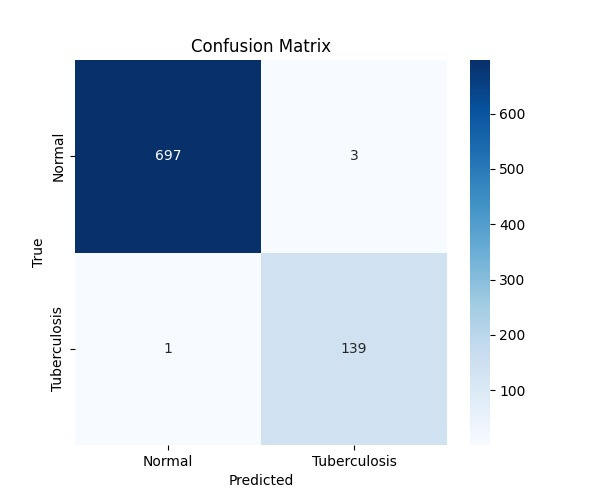 Confusion Matrix
True
Normal
697
3
Tuberculosis
1
139
Normal
Tuberculosis
Predicted
600
500
400
300
200
100